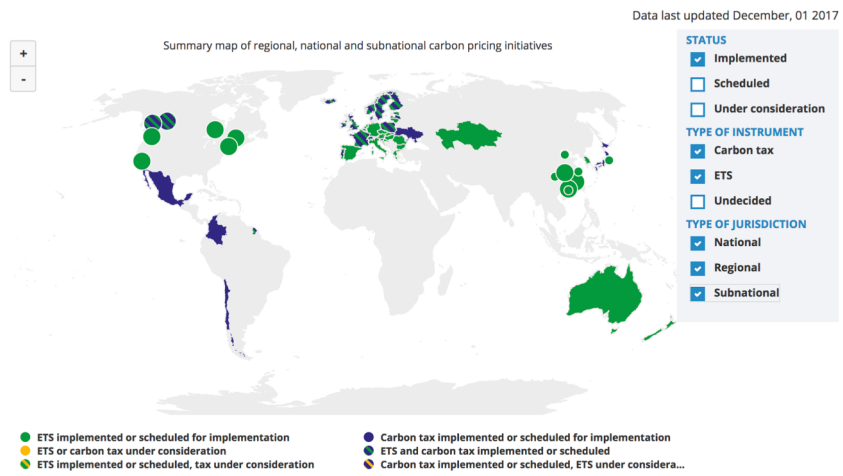 Data last updated December, 01 2017
+
-
Summary map of regional, national and subnational carbon pricing initiatives
STATUS
Implemented
Scheduled
Under consideration
TYPE OF INSTRUMENT
Carbon tax
ETS
Undecided
TYPE OF JURISDICTION
National
Regional
Subnational
ETS implemented or scheduled for implementation
ETS or carbon tax under consideration
ETS implemented or scheduled, tax under consideration
Carbon tax implemented or scheduled for implementation
ETS and carbon tax implemented or scheduled
Carbon tax implemented or scheduled, ETS under considera...